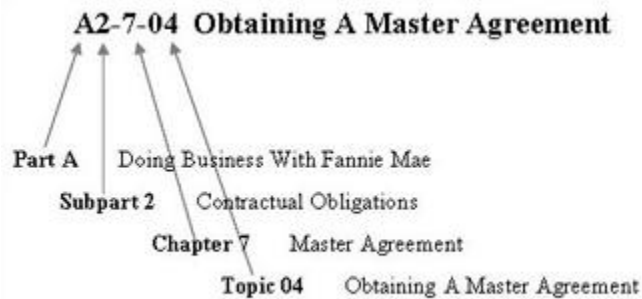 A2-7-04 Obtaining A Master Agreement
Part A Doing Business With Fannie Mae
Subpart 2 Contractual Obligations
Chapter 7 Master Agreement
Topic 04 Obtaining A Master Agreement